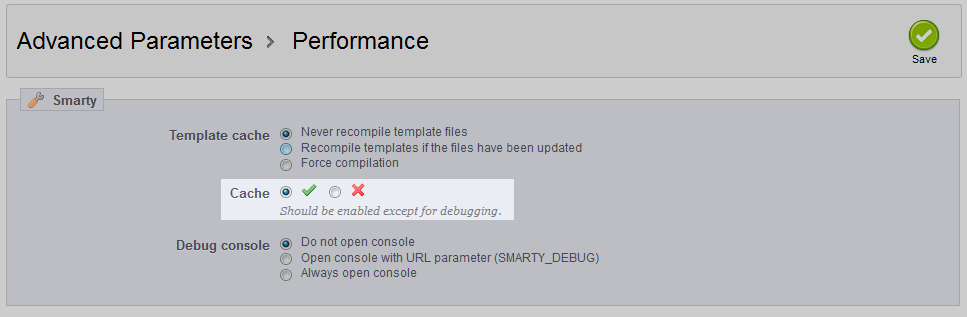 Advanced Parameters > Performance
Save
Smarty
Template cache Never recompile template files
Recompile templates if the files have been updated
Force compilation
Cache
Should be enabled except for debugging.
Debug console Do not open console
Open console with URL parameter (SMARTY_DEBUG)
Always open console